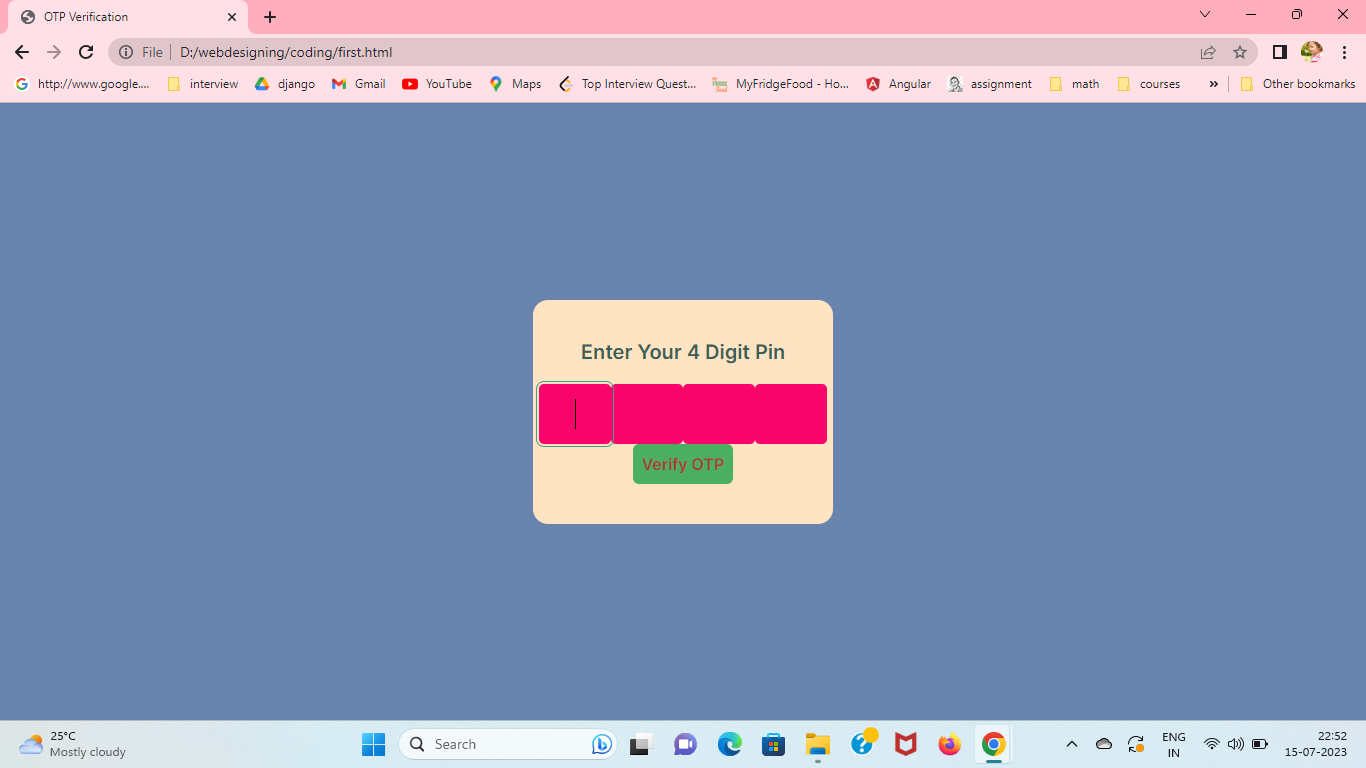 OTP Verification
File
D:/webdesigning/coding/first.html
http://www.google....
interview
django
Gmail
YouTube
Maps
Top Interview Quest...
MyFridgeFood - Ho...
Angular
assignment
math
courses
»
Other bookmarks
Enter Your 4 Digit Pin
Verify OTP
25°C
Mostly cloudy
Search
ENG
IN
22:52
15-07-2023